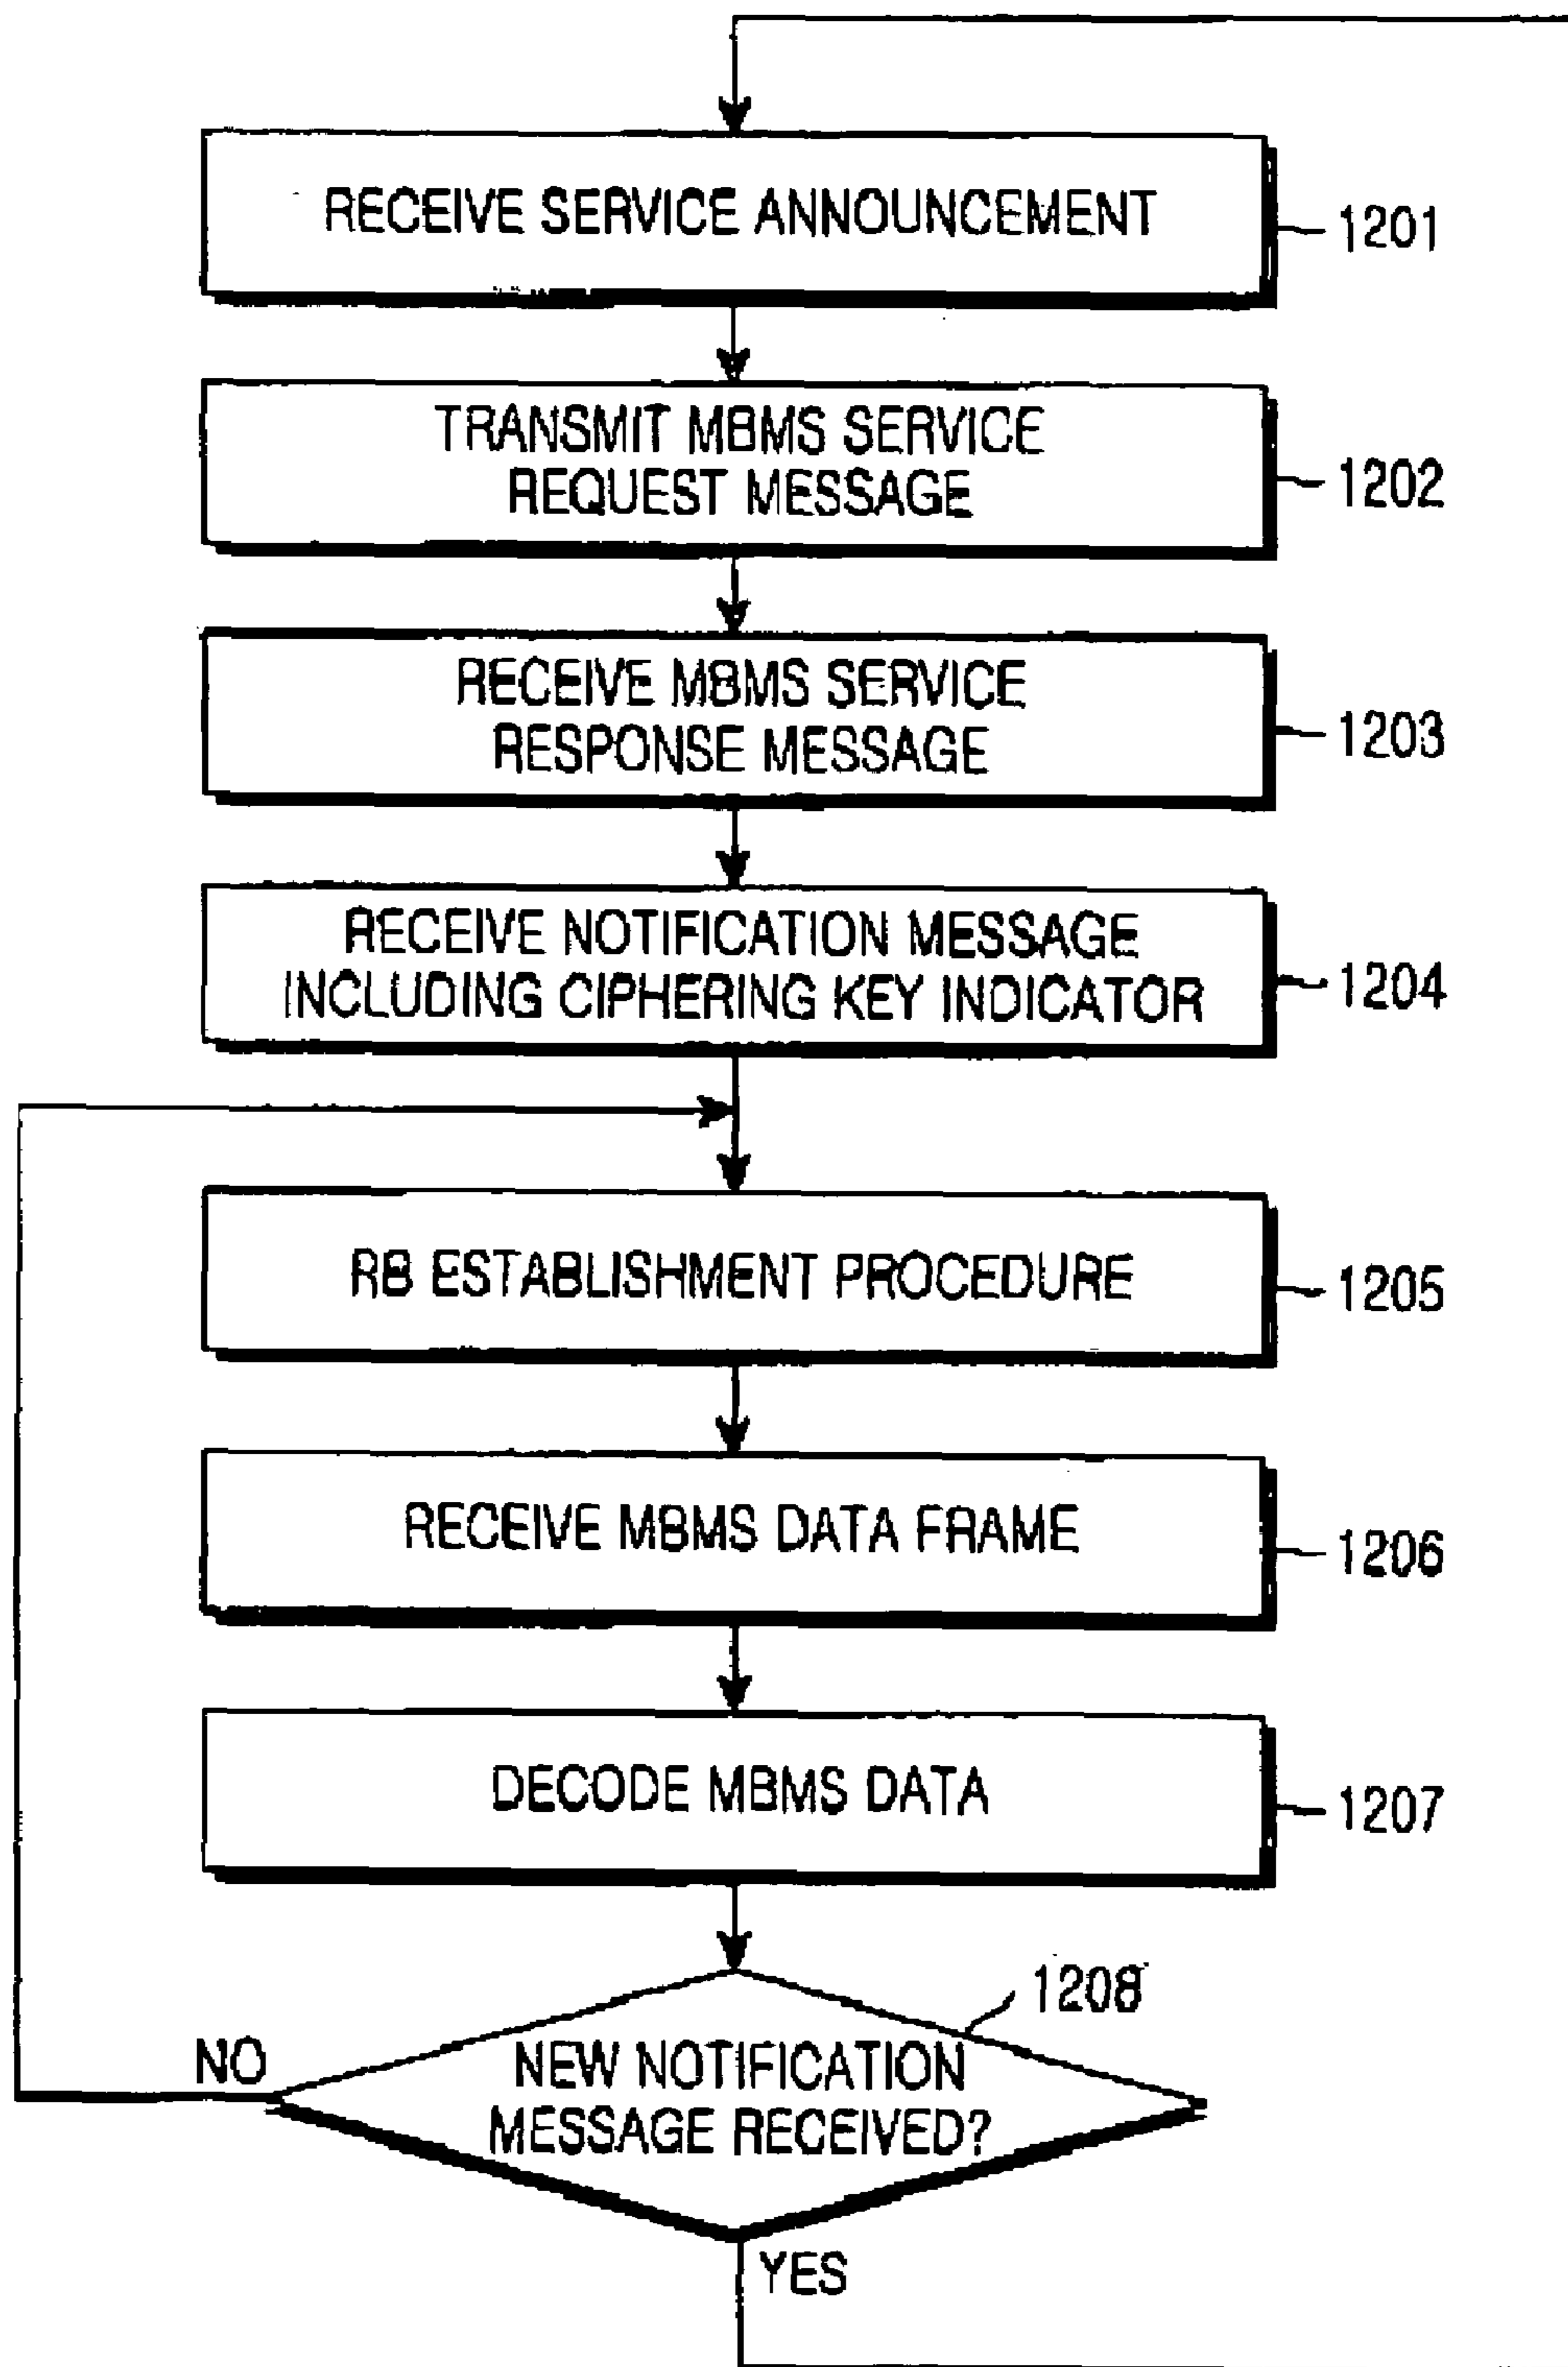 RECEIVE SERVICE ANNOUNCEMENT
1201
TRANSMIT MBMS SERVICE
REQUEST MESSAGE
1202
RECEIVE MBMS SERVICE
RESPONSE MESSAGE
1203
RECEIVE NOTIFICATION MESSAGE
INCLUDING CIPHERING KEY INDICATOR
1204
RB ESTABLISHMENT PROCEDURE
1205
RECEIVE MBMS DATA FRAME
1206
DECODE MBMS DATA
1207
1208
NO
NEW NOTIFICATION
MESSAGE RECEIVED?
YES